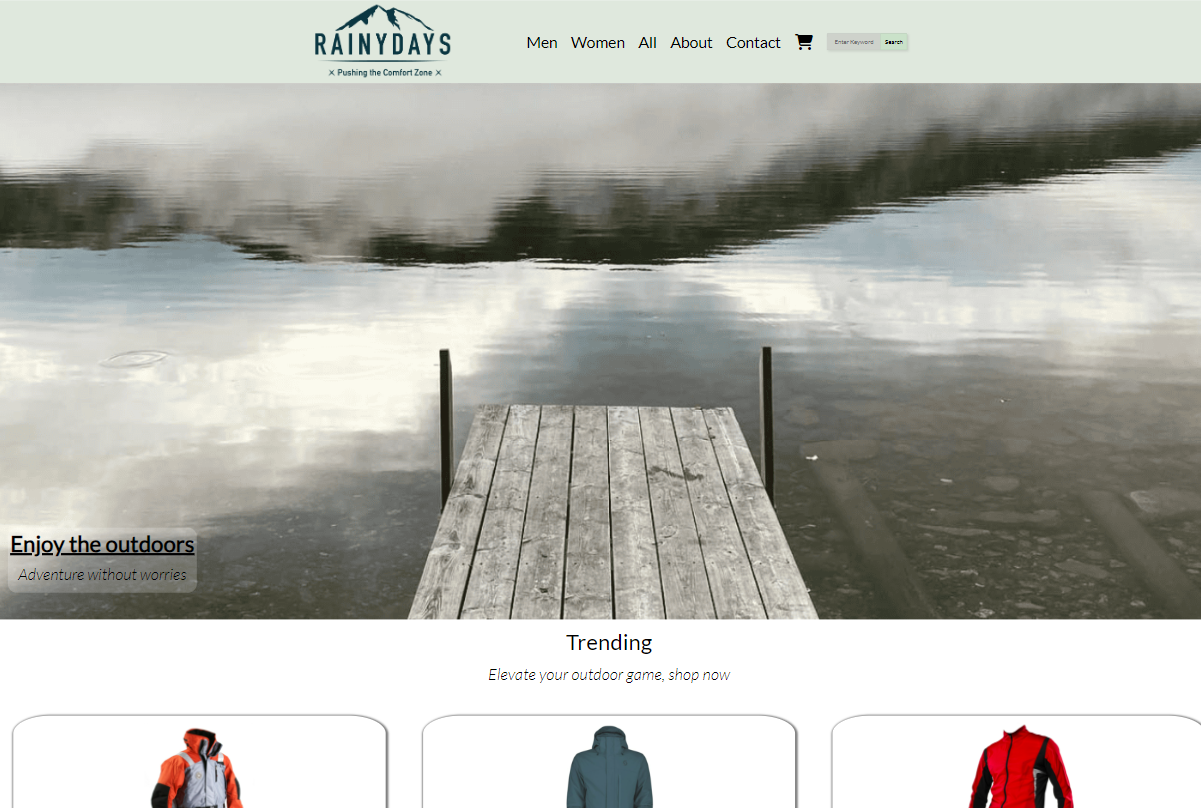 RAINYDAYS
× Pushing the Comfort Zone ×
Men Women All About Contact
Enter Keyword Search
Enjoy the outdoors
Adventure without worries
Trending
Elevate your outdoor game, shop now